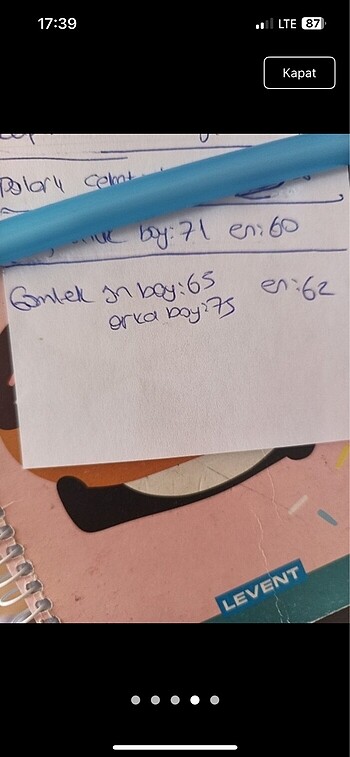 17:39
LTE 87
Kapat
Polorlu
boy:71 en:60
Gömlek ön boy:65 en:62
arka boy:75
LEVENT